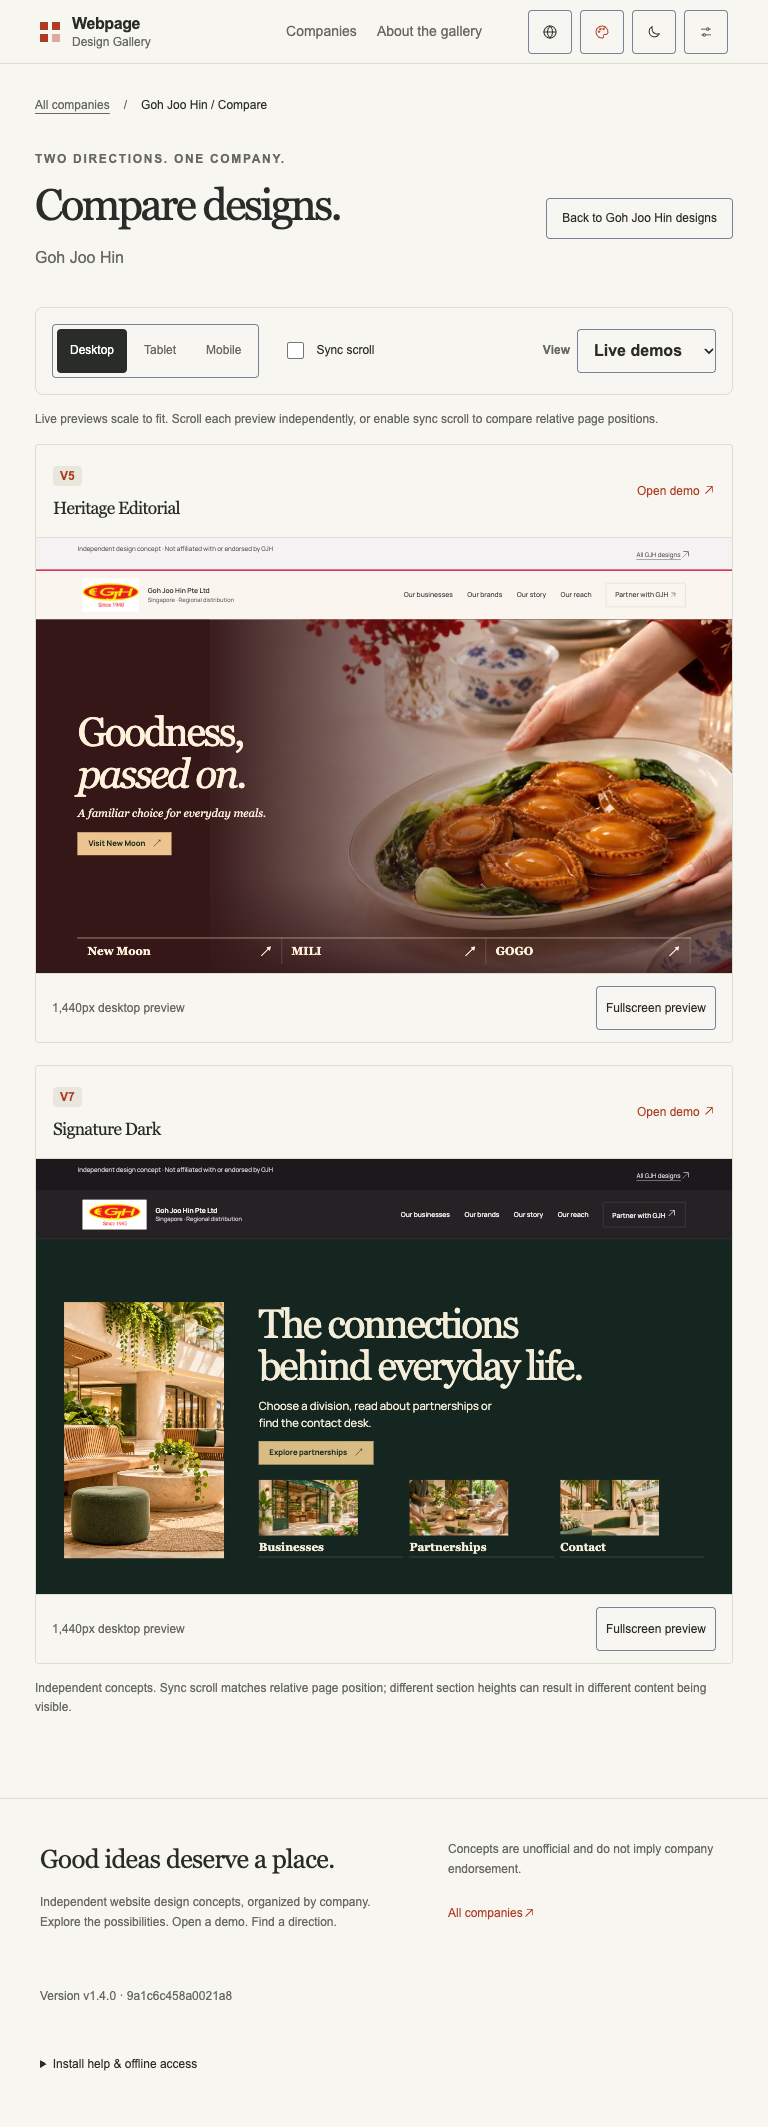 Webpage
Design Gallery
Companies
About the gallery
All companies / Goh Joo Hin / Compare
TWO DIRECTIONS. ONE COMPANY.
Compare designs.
Back to Goh Joo Hin designs
Goh Joo Hin
Desktop
Tablet
Mobile
Sync scroll
View
Live demos
Live previews scale to fit. Scroll each preview independently, or enable sync scroll to compare relative page positions.
V5
Heritage Editorial
Open demo
Independent design concept · Not affiliated with or endorsed by GJH
All GJH designs
GJH
Since 1940
Goh Joo Hin Pte Ltd
Singapore · Regional distribution
Our businesses
Our brands
Our story
Our reach
Partner with GJH
Goodness,
passed on.
A familiar choice for everyday meals.
Visit New Moon
New Moon
MILI
GOGO
1,440px desktop preview
Fullscreen preview
V7
Signature Dark
Open demo
Independent design concept · Not affiliated with or endorsed by GJH
All GJH designs
GJH
Since 1940
Goh Joo Hin Pte Ltd
Singapore · Regional distribution
Our businesses
Our brands
Our story
Our reach
Partner with GJH
The connections
behind everyday life.
Choose a division, read about partnerships or
find the contact desk.
Explore partnerships
Businesses
Partnerships
Contact
1,440px desktop preview
Fullscreen preview
Independent concepts. Sync scroll matches relative page position; different section heights can result in different content being
visible.
Good ideas deserve a place.
Independent website design concepts, organized by company.
Explore the possibilities. Open a demo. Find a direction.
Concepts are unofficial and do not imply company
endorsement.
All companies
Version v1.4.0 · 9a1c6c458a0021a8
Install help & offline access